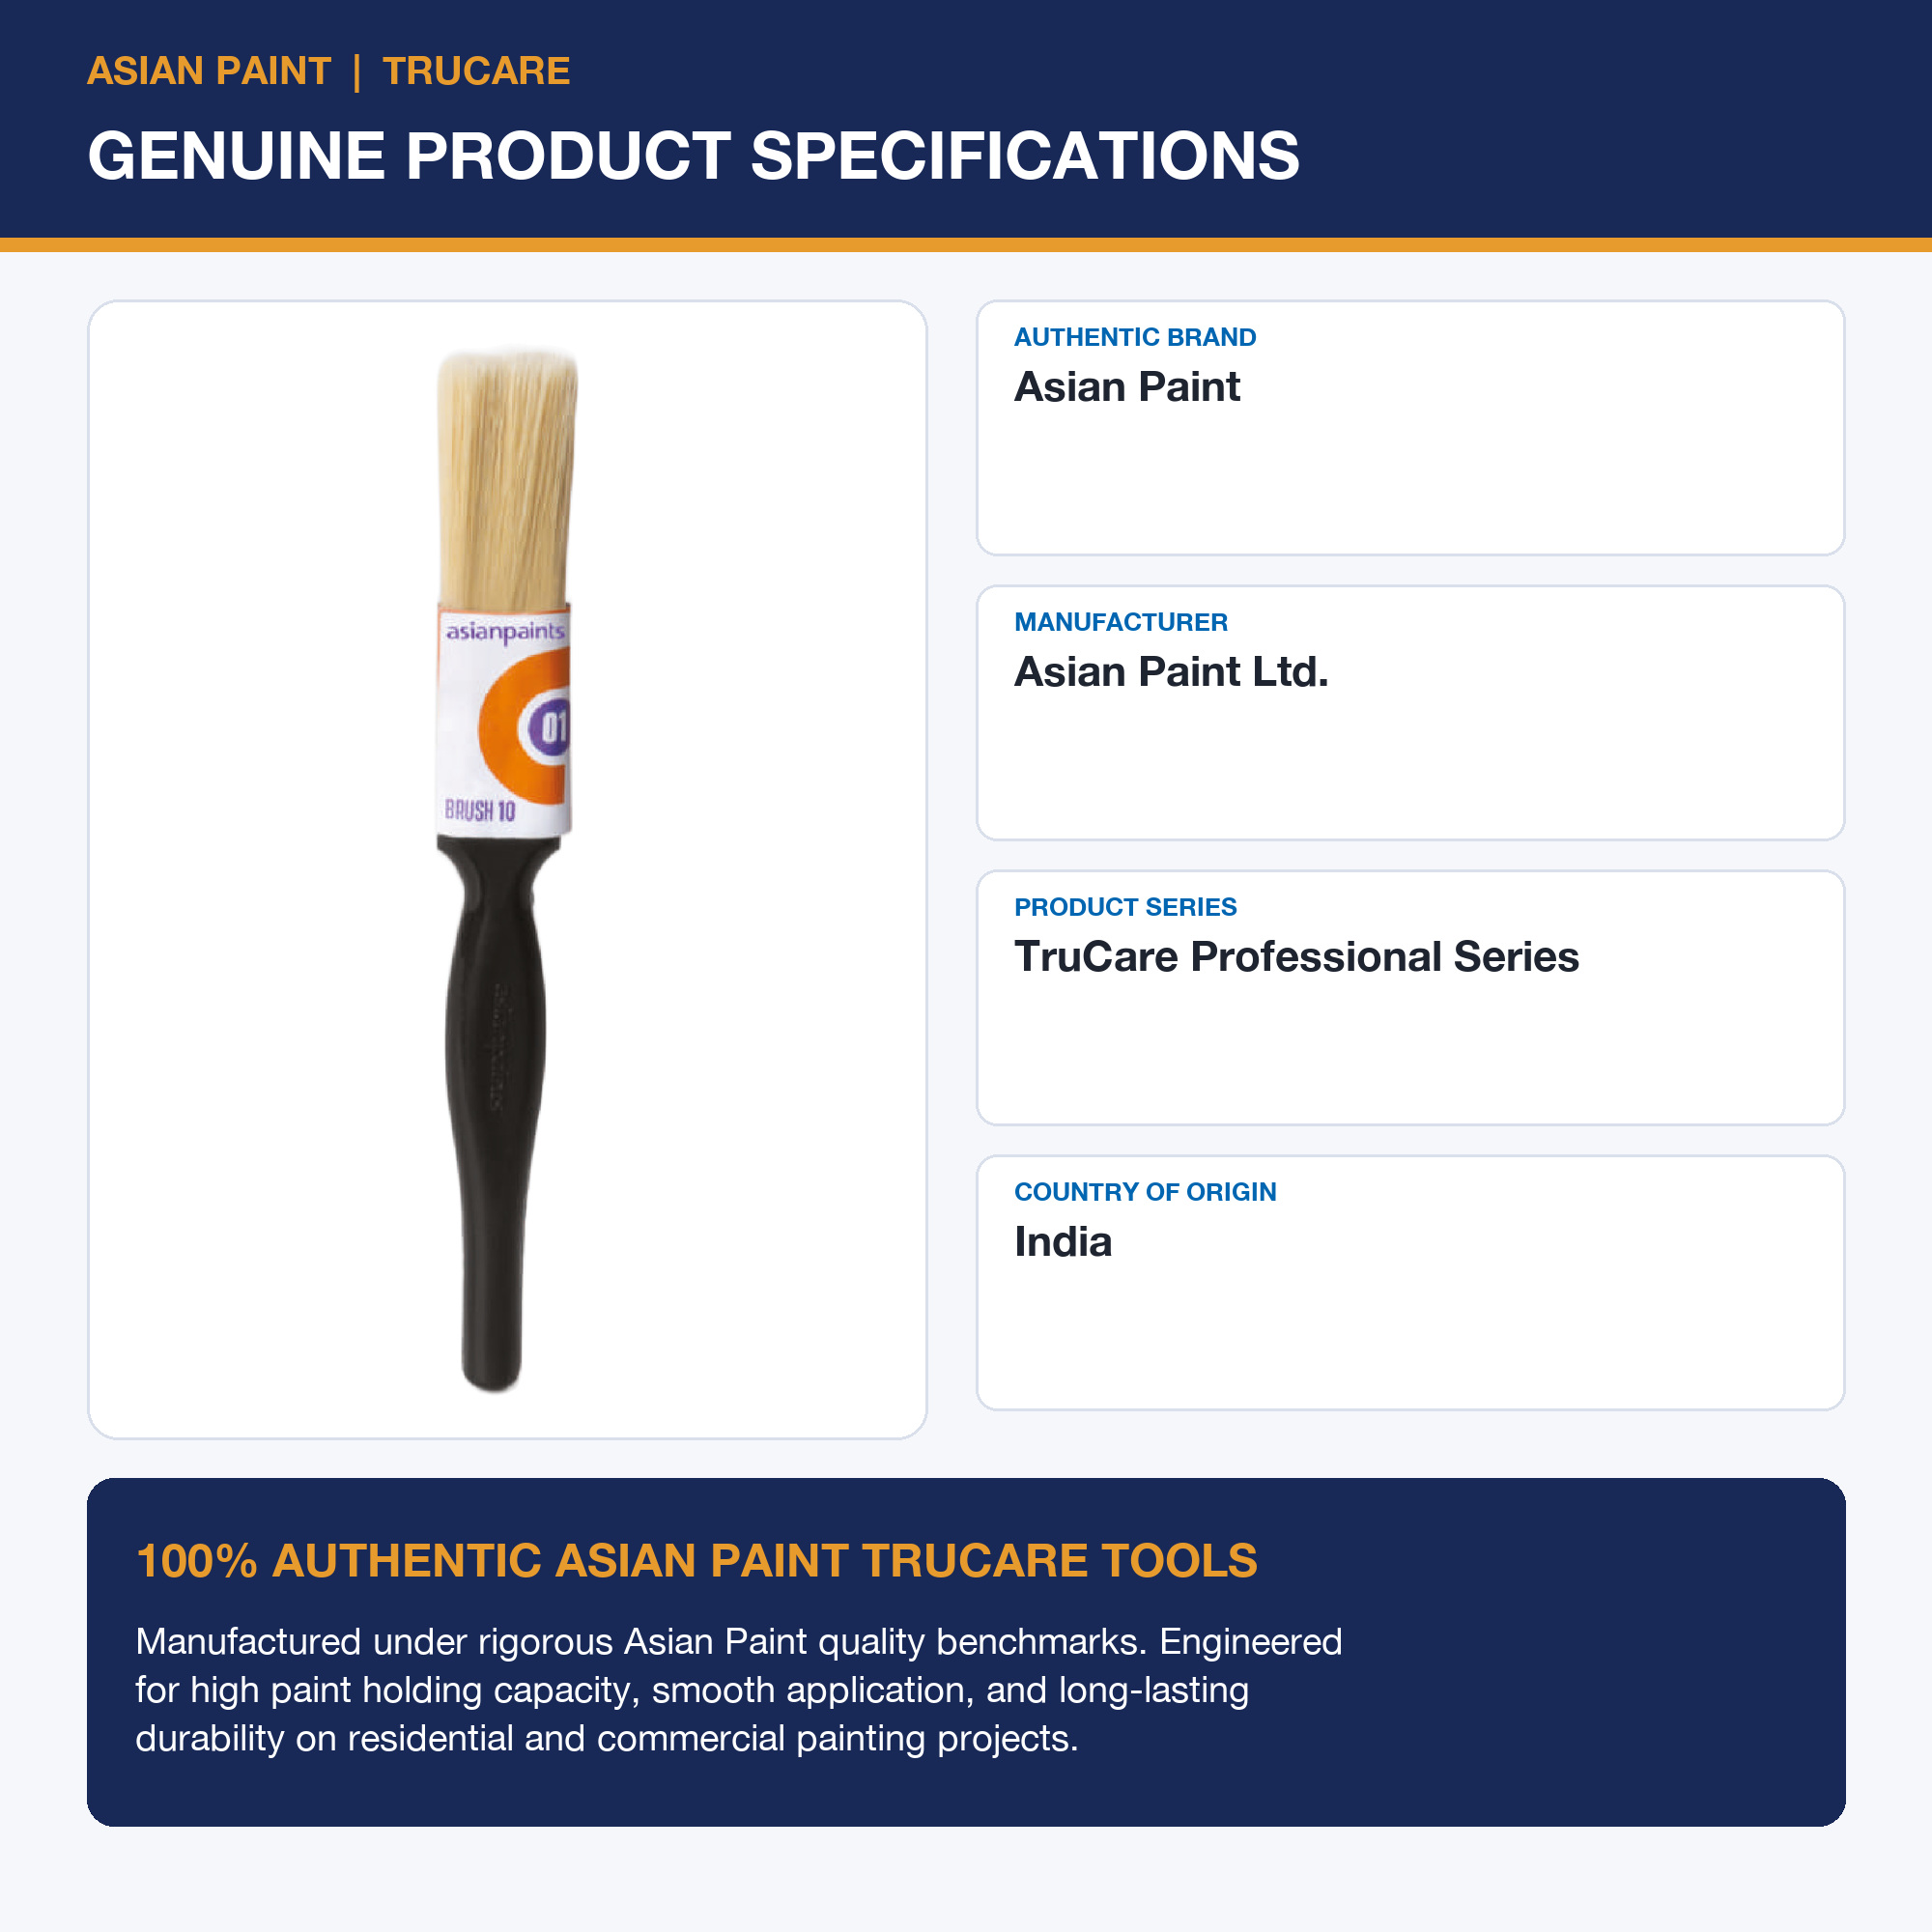 ASIAN PAINT | TRUCARE
GENUINE PRODUCT SPECIFICATIONS
asianpaints
01
BRUSH 10
AUTHENTIC BRAND
Asian Paint
MANUFACTURER
Asian Paint Ltd.
PRODUCT SERIES
TruCare Professional Series
COUNTRY OF ORIGIN
India
100% AUTHENTIC ASIAN PAINT TRUCARE TOOLS
Manufactured under rigorous Asian Paint quality benchmarks. Engineered
for high paint holding capacity, smooth application, and long-lasting
durability on residential and commercial painting projects.